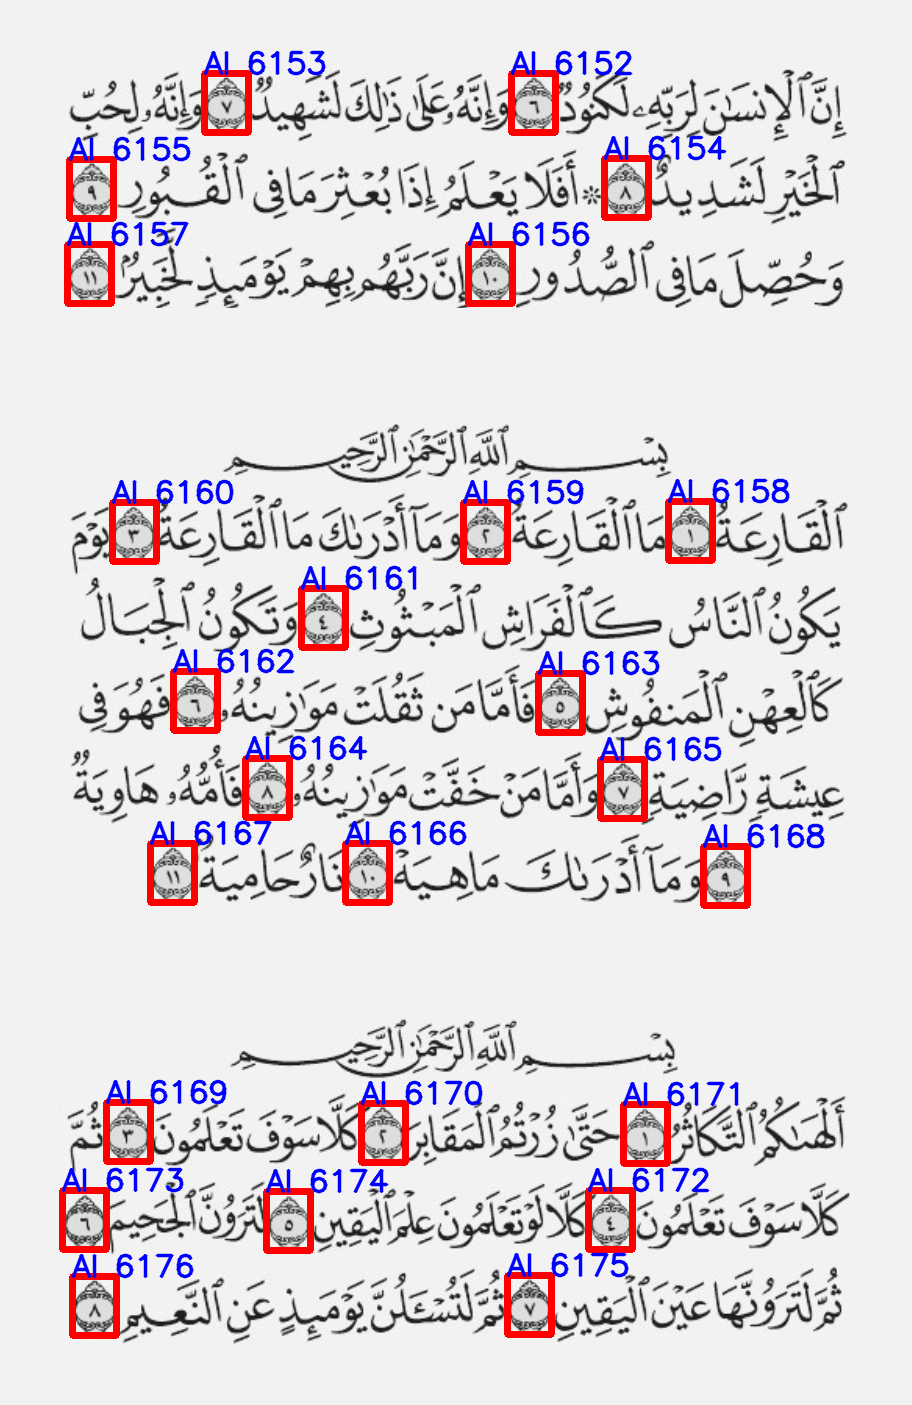 AI 6153 AI 6152
إِنَّ ٱلْإِنسَٰنَ لِرَبِّهِۦ لَكَنُودٌ ٦ وَإِنَّهُۥ عَلَىٰ ذَٰلِكَ لَشَهِيدٌ ٧ وَإِنَّهُۥ لِحُبِّ
AI 6155 AI 6154
ٱلْخَيْرِ لَشَدِيدٌ ٨ ۞ أَفَلَا يَعْلَمُ إِذَا بُعْثِرَ مَا فِى ٱلْقُبُورِ ٩
AI 6157 AI 6156
وَحُصِّلَ مَا فِى ٱلصُّدُورِ ١٠ إِنَّ رَبَّهُم بِهِمْ يَوْمَئِذٍ لَّخَبِيرٌۢ ١١
بِسْمِ ٱللَّهِ ٱلرَّحْمَٰنِ ٱلرَّحِيمِ
AI 6160 AI 6159 AI 6158
ٱلْقَارِعَةُ ١ مَا ٱلْقَارِعَةُ ٢ وَمَآ أَدْرَىٰكَ مَا ٱلْقَارِعَةُ ٣ يَوْمَ
AI 6161
يَكُونُ ٱلنَّاسُ كَٱلْفَرَاشِ ٱلْمَبْثُوثِ ٤ وَتَكُونُ ٱلْجِبَالُ
AI 6162 AI 6163
كَٱلْعِهْنِ ٱلْمَنفُوشِ ٥ فَأَمَّا مَن ثَقُلَتْ مَوَٰزِينُهُۥ ٦ فَهُوَ فِى
AI 6164 AI 6165
عِيشَةٍ رَّاضِيَةٍ ٧ وَأَمَّا مَنْ خَفَّتْ مَوَٰزِينُهُۥ ٨ فَأُمُّهُۥ هَاوِيَةٌ
AI 6167 AI 6166 AI 6168
٩ وَمَآ أَدْرَىٰكَ مَا هِيَهْ ١٠ نَارٌ حَامِيَةٌۢ ١١
بِسْمِ ٱللَّهِ ٱلرَّحْمَٰنِ ٱلرَّحِيمِ
AI 6169 AI 6170 AI 6171
أَلْهَىٰكُمُ ٱلتَّكَاثُرُ ١ حَتَّىٰ زُرْتُمُ ٱلْمَقَابِرَ ٢ كَلَّا سَوْفَ تَعْلَمُونَ ٣ ثُمَّ
AI 6173 AI 6174 AI 6172
كَلَّا سَوْفَ تَعْلَمُونَ ٤ كَلَّا لَوْ تَعْلَمُونَ عِلْمَ ٱلْيَقِينِ ٥ لَتَرَوُنَّ ٱلْجَحِيمَ ٦
AI 6176 AI 6175
ثُمَّ لَتَرَوُنَّهَا عَيْنَ ٱلْيَقِينِ ٧ ثُمَّ لَتُسْـَٔلُنَّ يَوْمَئِذٍ عَنِ ٱلنَّعِيمِ ٨